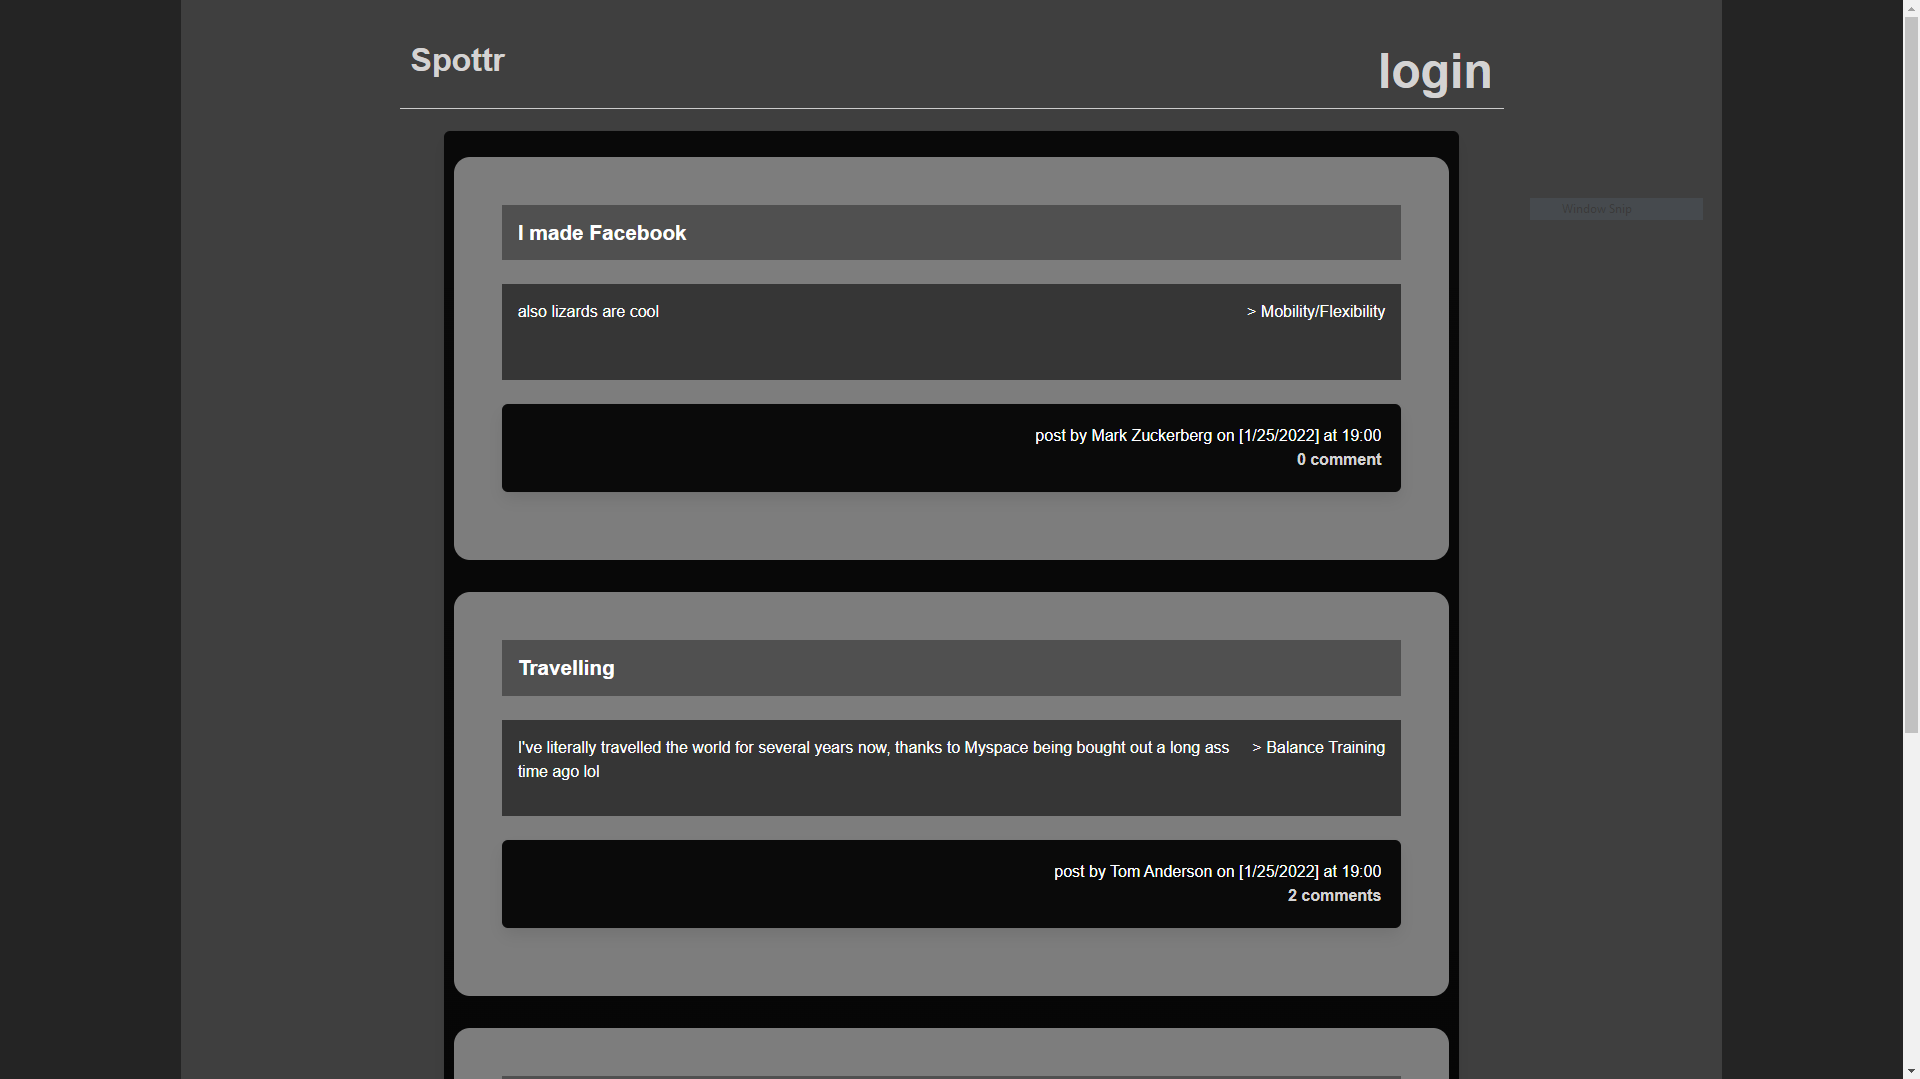 Spottr
login
I made Facebook
Window Snip
also lizards are cool
> Mobility/Flexibility
post by Mark Zuckerberg on [1/25/2022] at 19:00
0 comment
Travelling
I've literally travelled the world for several years now, thanks to Myspace being bought out a long ass
time ago lol
> Balance Training
post by Tom Anderson on [1/25/2022] at 19:00
2 comments